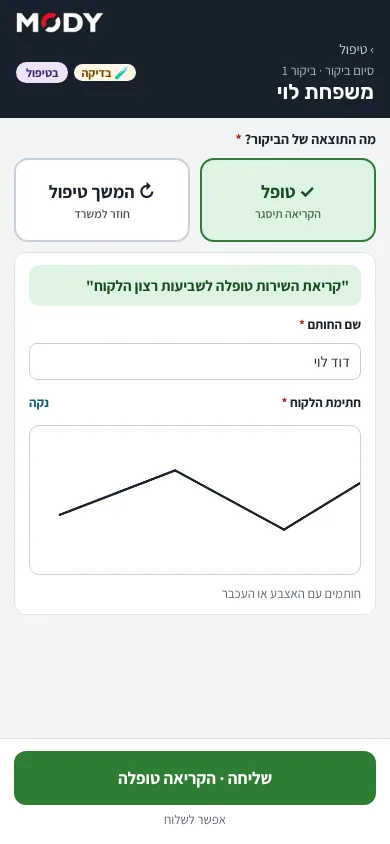 MODY
› טיפול
סיום ביקור · ביקור 1
משפחת לוי
🧪 בדיקה
בטיפול
מה התוצאה של הביקור? *
✓ טופל
הקריאה תיסגר
↻ המשך טיפול
חוזר למשרד
"קריאת השירות טופלה לשביעות רצון הלקוח"
שם החותם *
דוד לוי
חתימת הלקוח *
נקה
חותמים עם האצבע או העכבר
שליחה · הקריאה טופלה
אפשר לשלוח